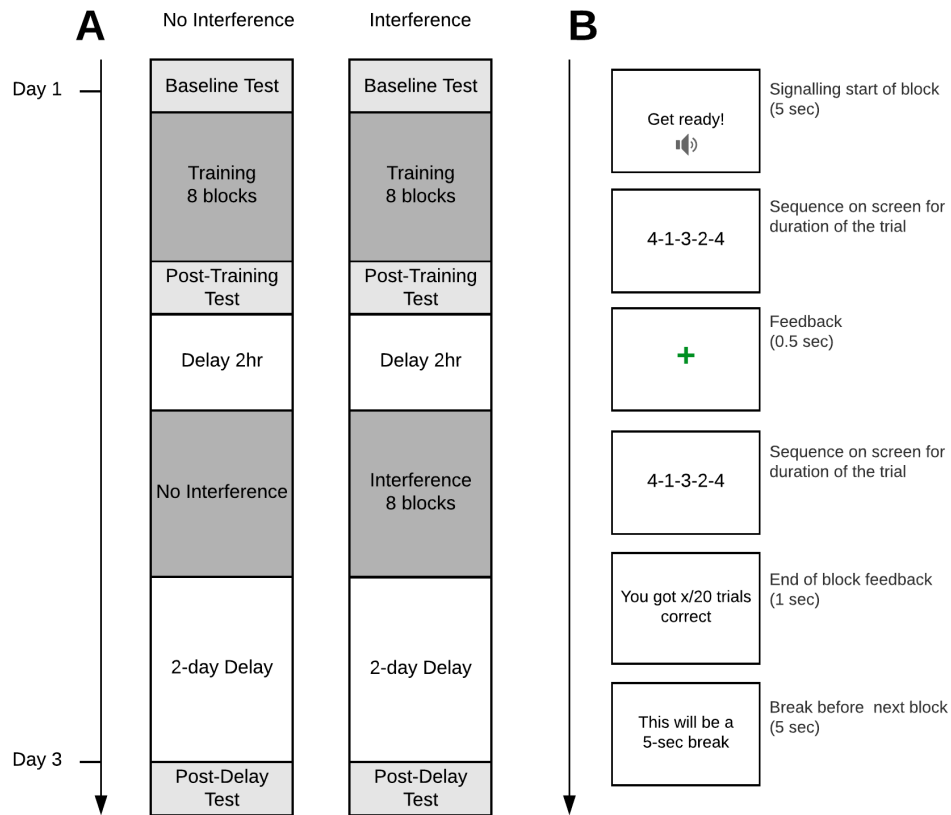 A
No Interference
Interference
Day 1
Baseline Test
Baseline Test
Training
8 blocks
Training
8 blocks
Post-Training
Test
Post-Training
Test
Delay 2hr
Delay 2hr
No Interference
Interference
8 blocks
2-day Delay
2-day Delay
Day 3
Post-Delay
Test
Post-Delay
Test
B
Get ready!
Signalling start of block
(5 sec)
4-1-3-2-4
Sequence on screen for
duration of the trial
+
Feedback
(0.5 sec)
4-1-3-2-4
Sequence on screen for
duration of the trial
You got x/20 trials
correct
End of block feedback
(1 sec)
This will be a
5-sec break
Break before next block
(5 sec)